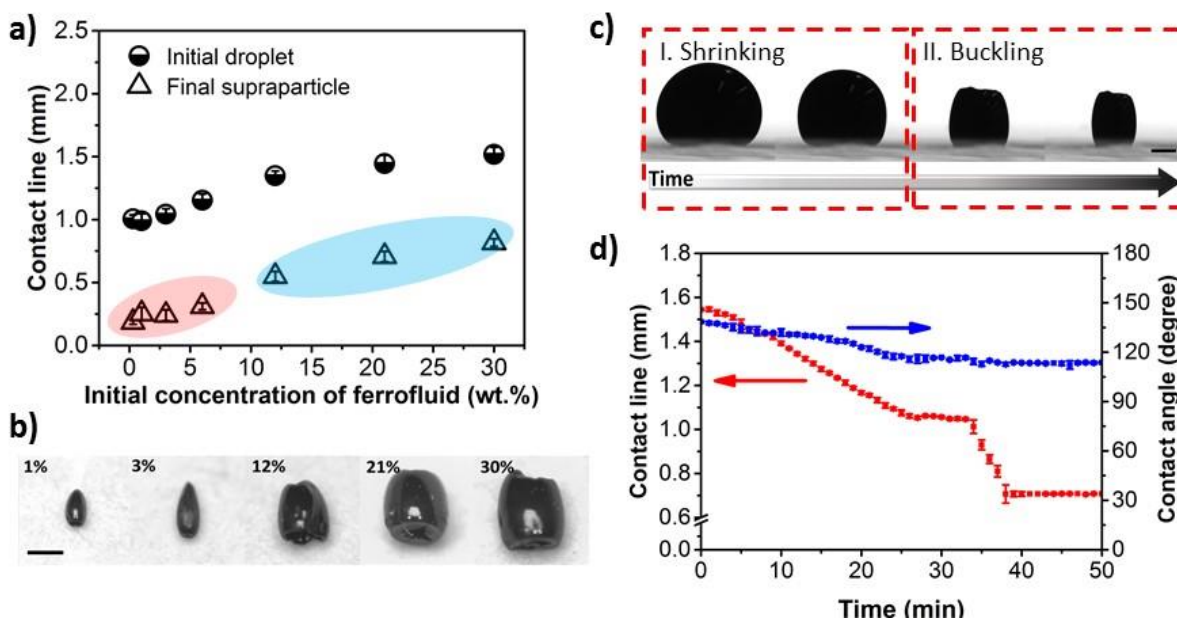 a)
2.5
2.0
1.5
1.0
0.5
0.0
Contact line (mm)
Initial droplet
Final supraparticle
0 5 10 15 20 25 30
Initial concentration of ferrofluid (wt.%)
b)
1% 3% 12% 21% 30%
c)
I. Shrinking
II. Buckling
Time
d)
1.8
1.6
1.4
1.2
1.0
0.8
0.6
0.0
Contact line (mm)
180
150
120
90
60
30
0
Contact angle (degree)
0 10 20 30 40 50
Time (min)